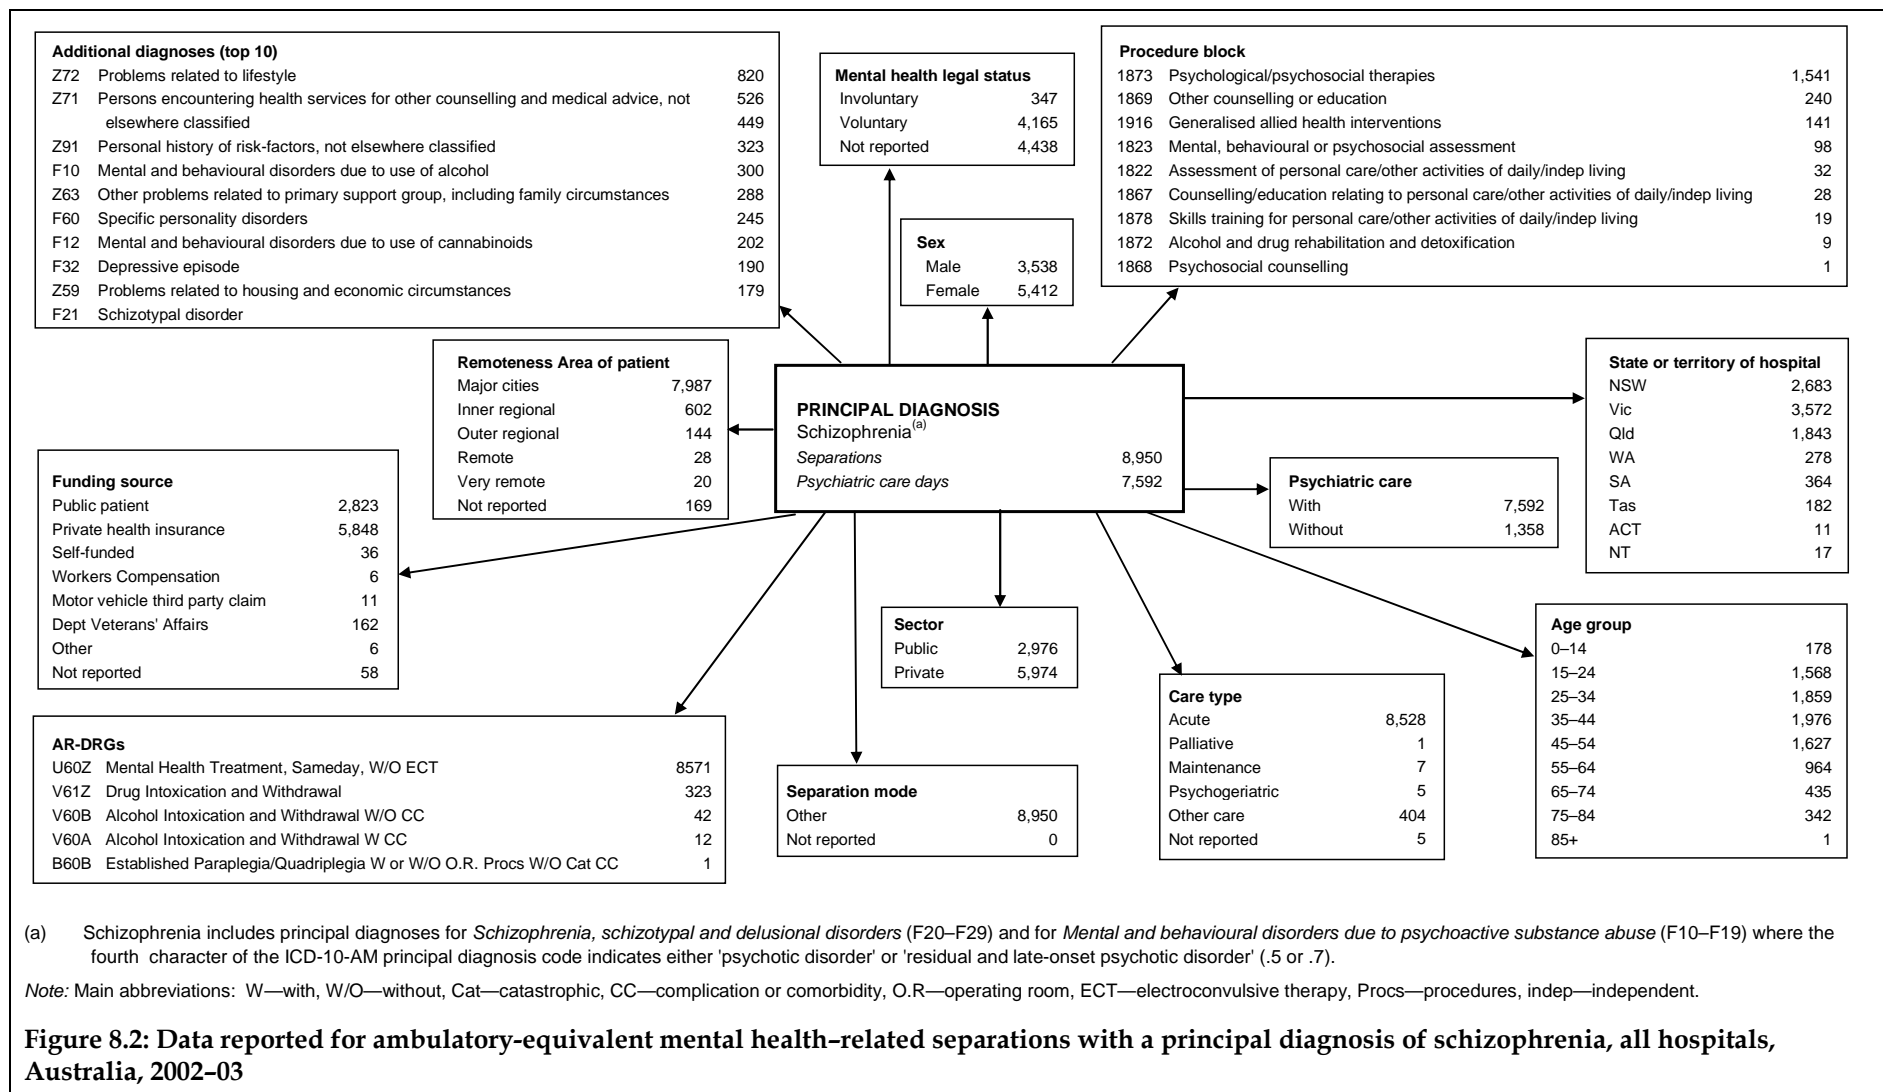 Additional diagnoses (top 10)
Z72 Problems related to lifestyle 820
Z71 Persons encountering health services for other counselling and medical advice, not 526
elsewhere classified 449
Z91 Personal history of risk-factors, not elsewhere classified 323
F10 Mental and behavioural disorders due to use of alcohol 300
Z63 Other problems related to primary support group, including family circumstances 288
F60 Specific personality disorders 245
F12 Mental and behavioural disorders due to use of cannabinoids 202
F32 Depressive episode 190
Z59 Problems related to housing and economic circumstances 179
F21 Schizotypal disorder
Mental health legal status
Involuntary 347
Voluntary 4,165
Not reported 4,438
Procedure block
1873 Psychological/psychosocial therapies 1,541
1869 Other counselling or education 240
1916 Generalised allied health interventions 141
1823 Mental, behavioural or psychosocial assessment 98
1822 Assessment of personal care/other activities of daily/indep living 32
1867 Counselling/education relating to personal care/other activities of daily/indep living 28
1878 Skills training for personal care/other activities of daily/indep living 19
1872 Alcohol and drug rehabilitation and detoxification 9
1868 Psychosocial counselling 1
Sex
Male 3,538
Female 5,412
Remoteness Area of patient
Major cities 7,987
Inner regional 602
Outer regional 144
Remote 28
Very remote 20
Not reported 169
PRINCIPAL DIAGNOSIS
Schizophrenia(a)
Separations 8,950
Psychiatric care days 7,592
State or territory of hospital
NSW 2,683
Vic 3,572
Qld 1,843
WA 278
SA 364
Tas 182
ACT 11
NT 17
Funding source
Public patient 2,823
Private health insurance 5,848
Self-funded 36
Workers Compensation 6
Motor vehicle third party claim 11
Dept Veterans' Affairs 162
Other 6
Not reported 58
Psychiatric care
With 7,592
Without 1,358
Sector
Public 2,976
Private 5,974
Age group
0–14 178
15–24 1,568
25–34 1,859
35–44 1,976
45–54 1,627
55–64 964
65–74 435
75–84 342
85+ 1
Care type
Acute 8,528
Palliative 1
Maintenance 7
Psychogeriatric 5
Other care 404
Not reported 5
AR-DRGs
U60Z Mental Health Treatment, Sameday, W/O ECT 8571
V61Z Drug Intoxication and Withdrawal 323
V60B Alcohol Intoxication and Withdrawal W/O CC 42
V60A Alcohol Intoxication and Withdrawal W CC 12
B60B Established Paraplegia/Quadriplegia W or W/O O.R. Procs W/O Cat CC 1
Separation mode
Other 8,950
Not reported 0
(a) Schizophrenia includes principal diagnoses for Schizophrenia, schizotypal and delusional disorders (F20–F29) and for Mental and behavioural disorders due to psychoactive substance abuse (F10–F19) where the
fourth character of the ICD-10-AM principal diagnosis code indicates either 'psychotic disorder' or 'residual and late-onset psychotic disorder' (.5 or .7).
Note: Main abbreviations: W—with, W/O—without, Cat—catastrophic, CC—complication or comorbidity, O.R—operating room, ECT—electroconvulsive therapy, Procs—procedures, indep—independent.
Figure 8.2: Data reported for ambulatory-equivalent mental health–related separations with a principal diagnosis of schizophrenia, all hospitals,
Australia, 2002–03